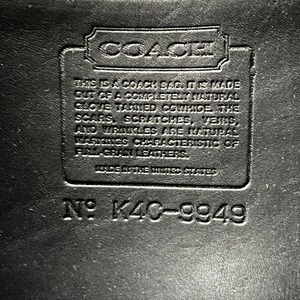 COACH
THIS IS A COACH BAG. IT IS MADE
OUT OF A COMPLETELY NATURAL
GLOVE TANNED COWHIDE. THE
SCARS, SCRATCHES, VEINS,
AND WRINKLES ARE NATURAL
MARKINGS CHARACTERISTIC OF
FULL-GRAIN LEATHERS.
MADE IN THE UNITED STATES
Nº K4C-9949